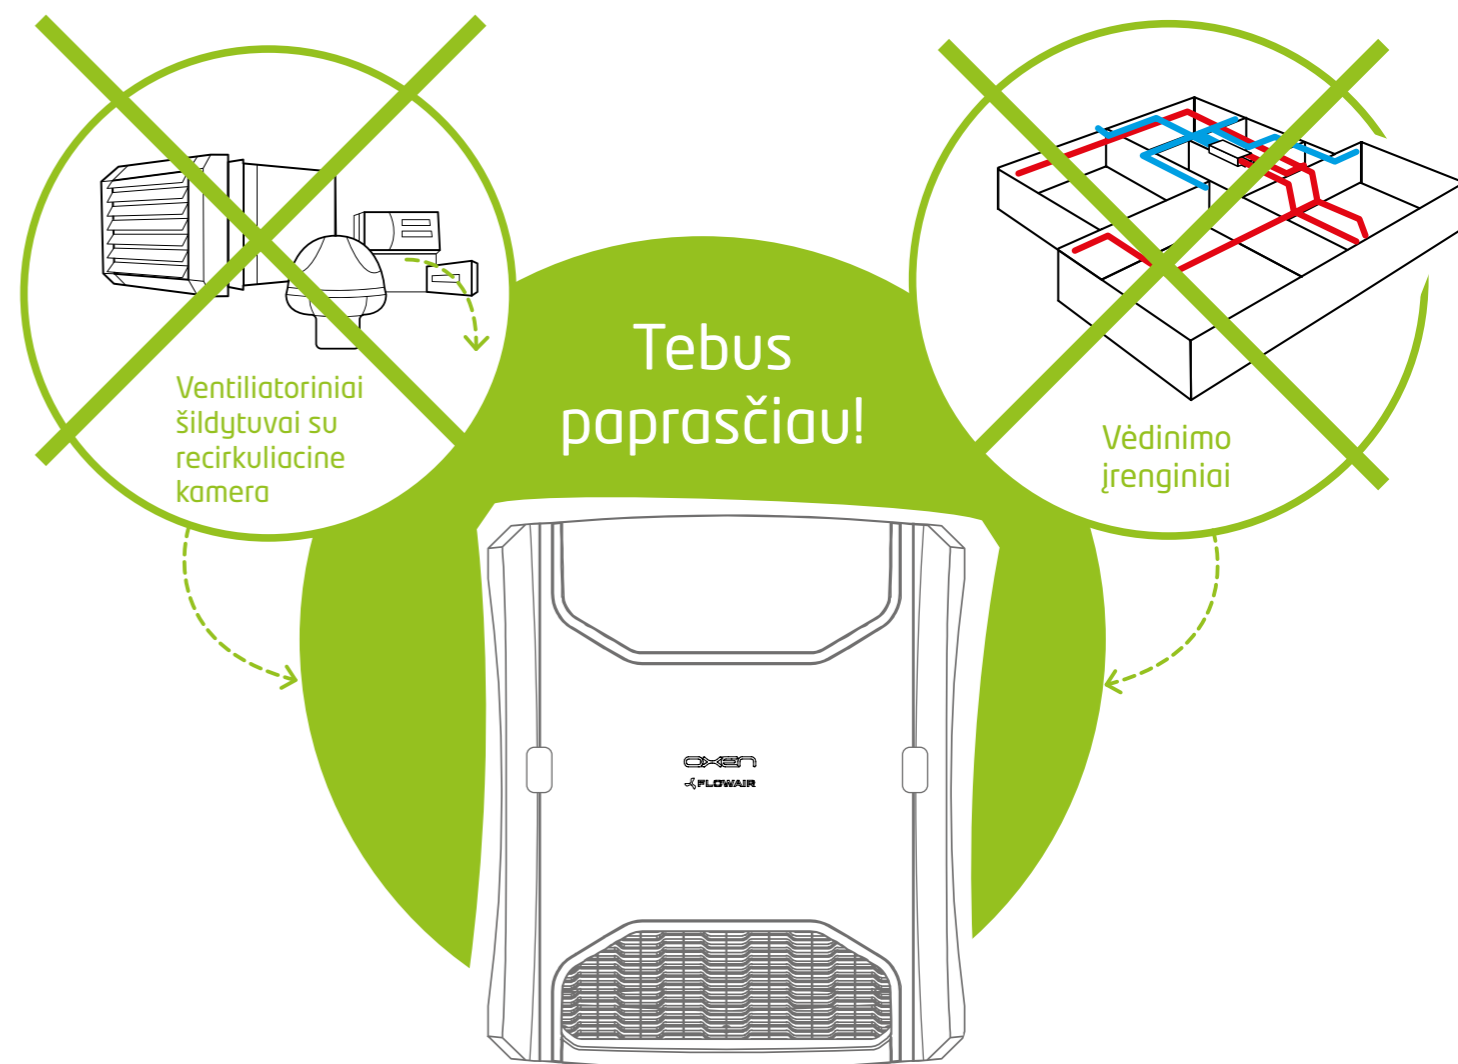 Tebus
paprasčiau!
Ventiliatoriniai
šildytuvai su
recirkuliacine
kamera
Vėdinimo
įrenginiai
OXEN
FLOWAIR